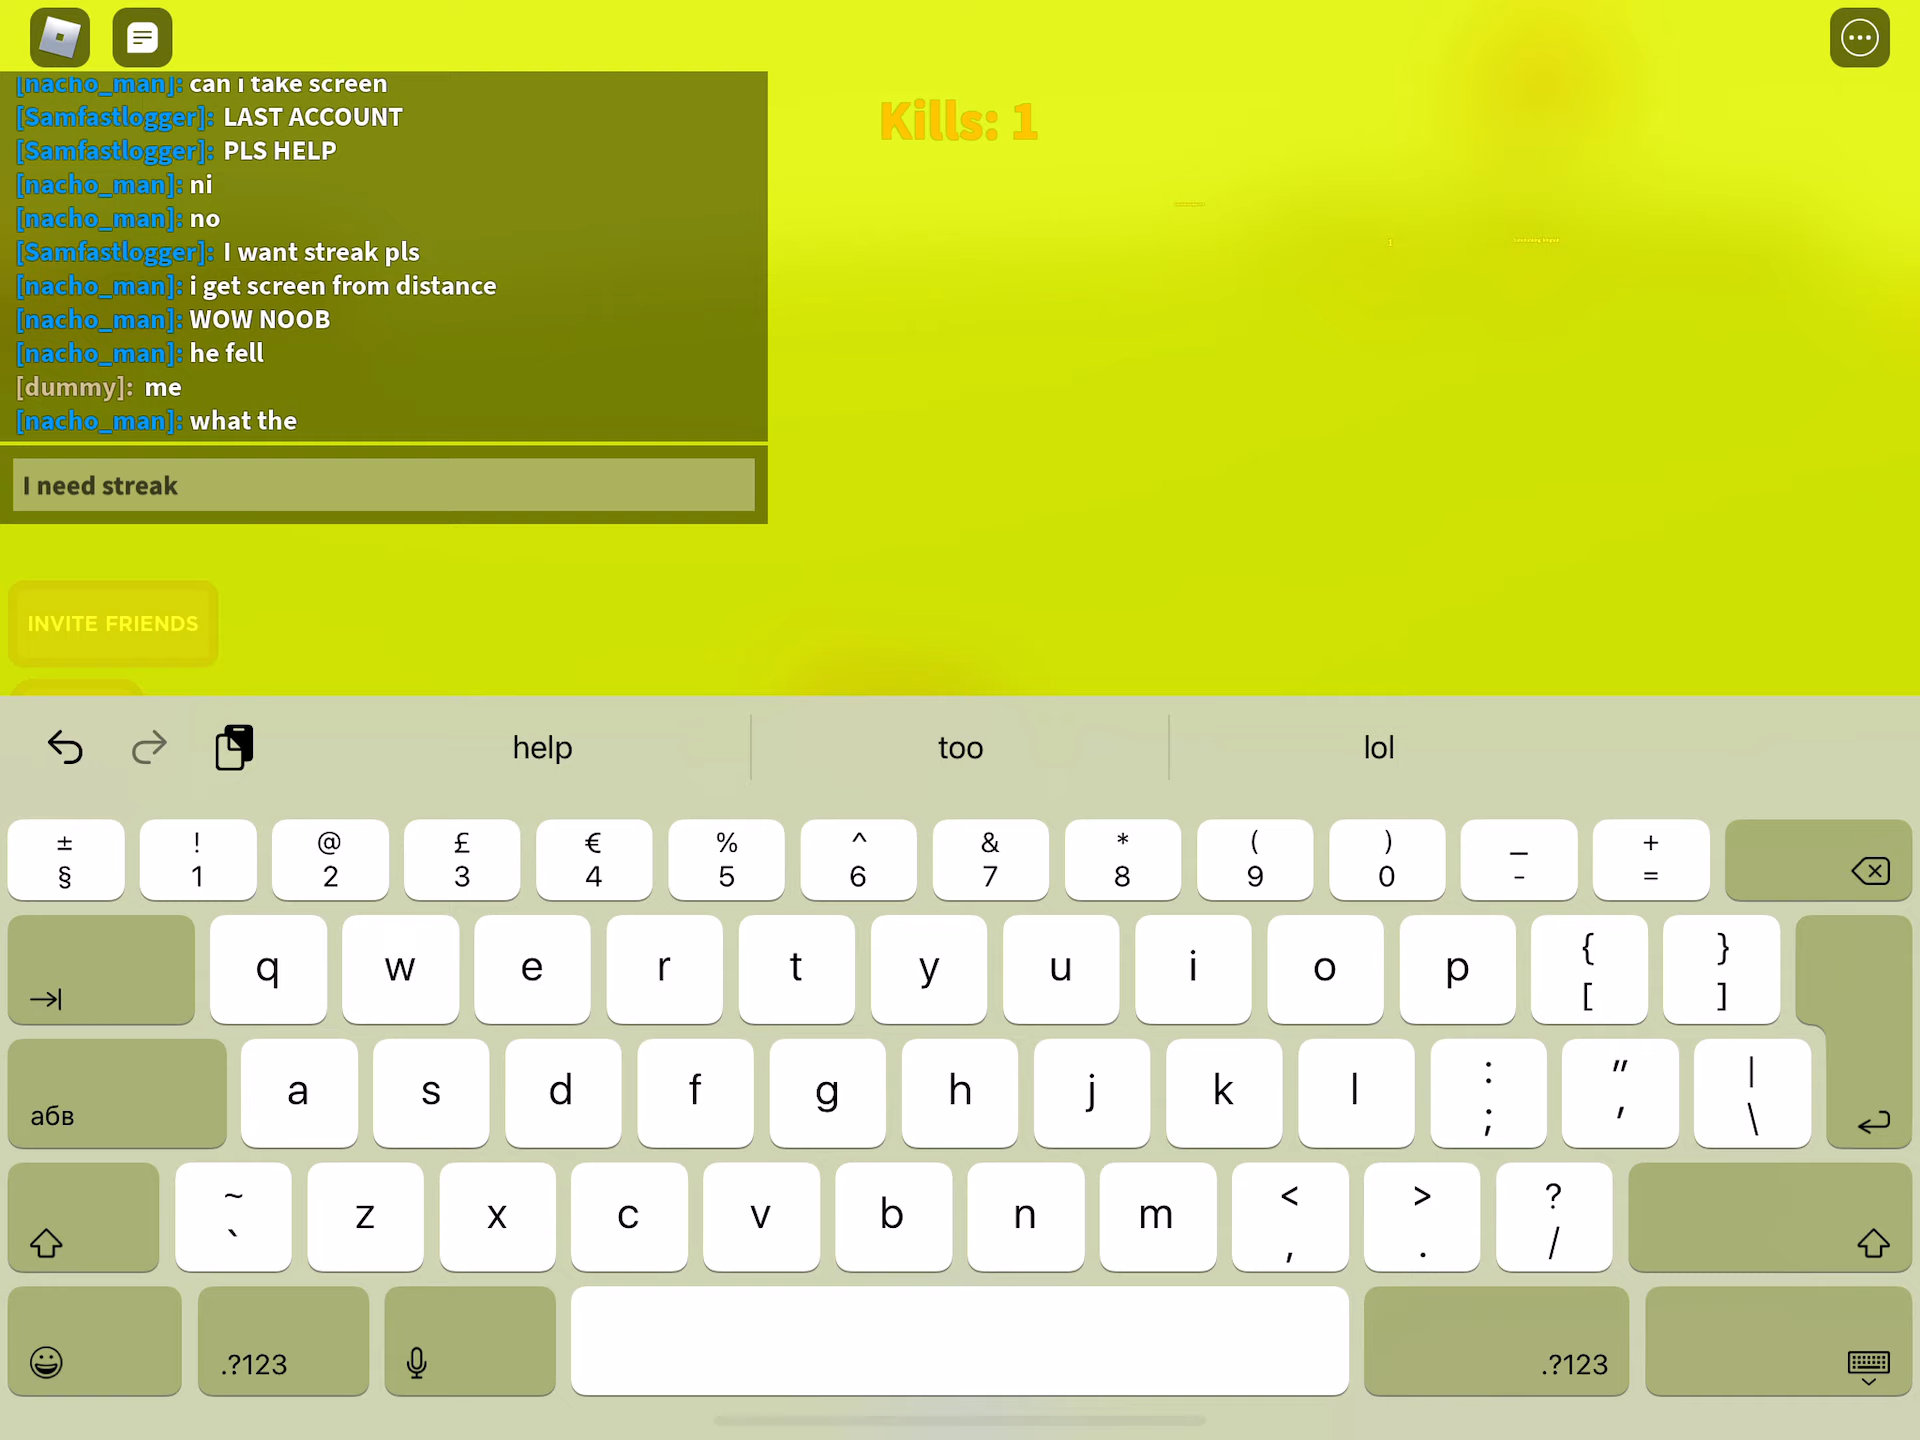 [nacho_man]: can i take screen
[Samfastlogger]: LAST ACCOUNT
[Samfastlogger]: PLS HELP
[nacho_man]: ni
[nacho_man]: no
[Samfastlogger]: I want streak pls
[nacho_man]: i get screen from distance
[nacho_man]: WOW NOOB
[nacho_man]: he fell
[dummy]: me
[nacho_man]: what the
I need streak
Kills: 1
1
INVITE FRIENDS
help too lol
± ! @ £ € % ^ & * ( ) _ +
§ 1 2 3 4 5 6 7 8 9 0 - =
q w e r t y u i o p { }
[ ]
a s d f g h j k l : " |
абв ; ' \
~ z x c v b n m < > ?
` , . /
.?123 .?123